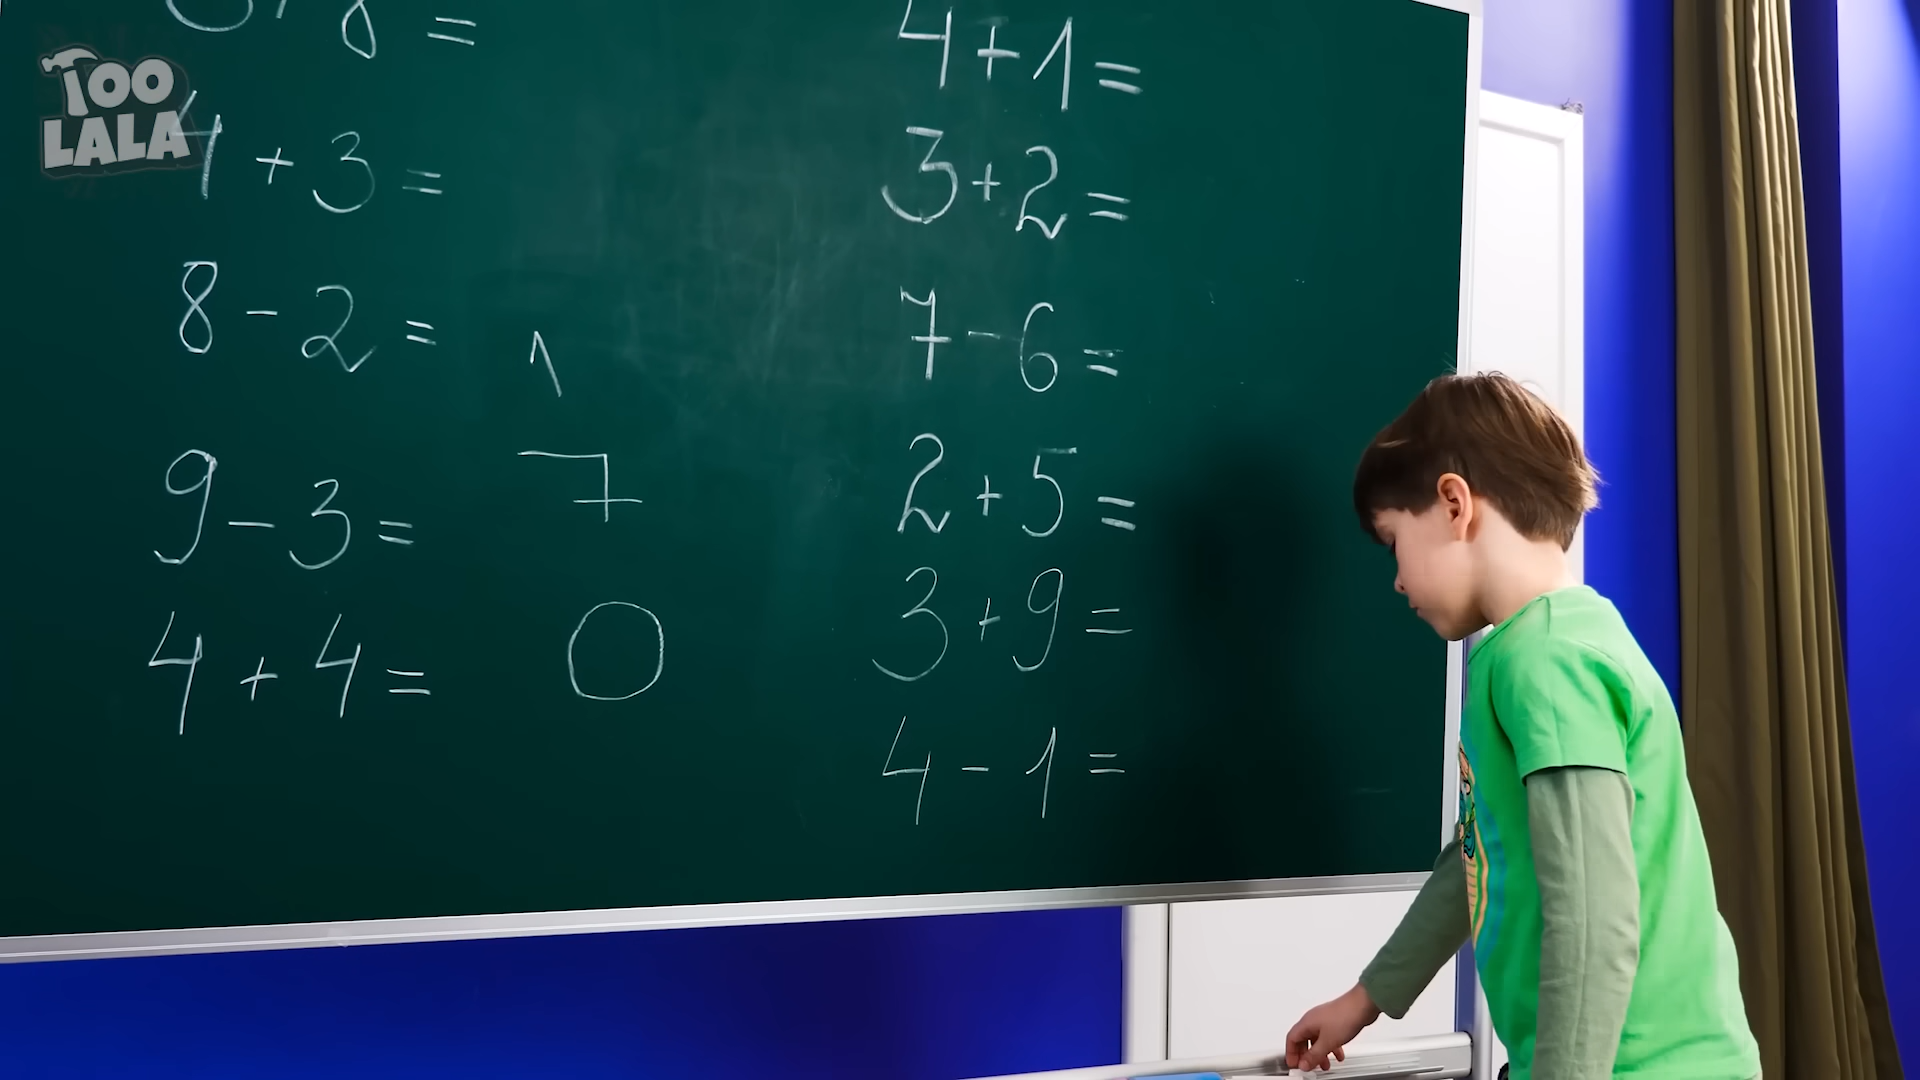 TOO
LALA
8 =
4 + 3 =
8 - 2 = 1
9 - 3 = 7
4 + 4 = 0
4 + 1 =
3 + 2 =
7 - 6 =
2 + 5 =
3 + 9 =
4 - 1 =